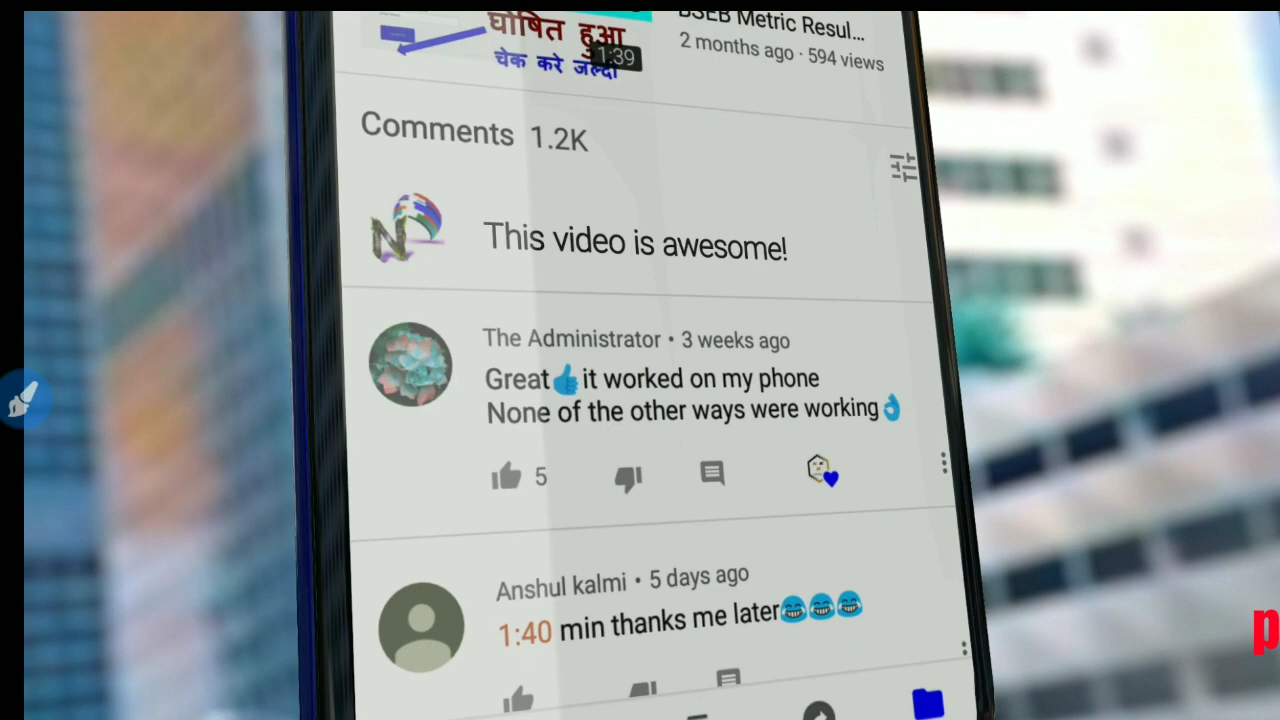 घोषित हुआ
चेक करे जल्दी
1:39
BSEB Metric Resul...
2 months ago · 594 views
Comments 1.2K
This video is awesome!
The Administrator • 3 weeks ago
Great👍it worked on my phone
None of the other ways were working👌
5
Anshul kalmi • 5 days ago
1:40 min thanks me later😂😂😂
p